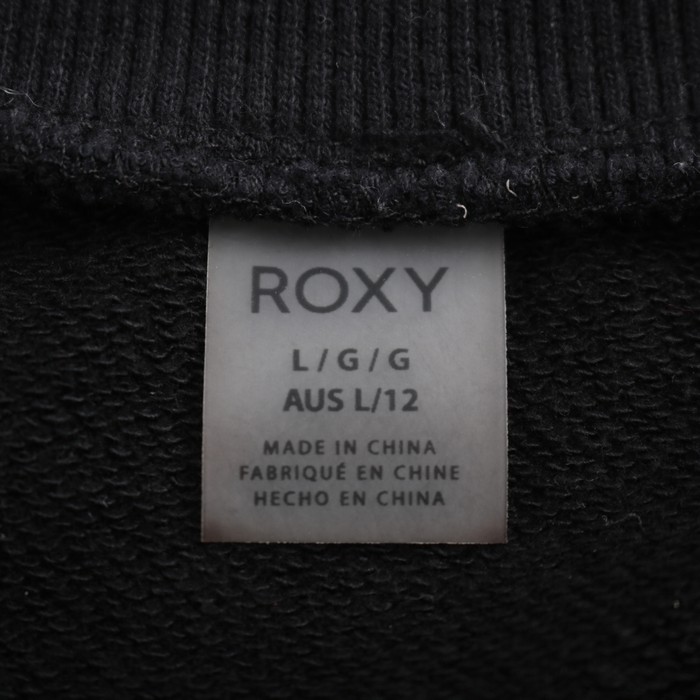 ROXY
L / G / G
AUS L/12
MADE IN CHINA
FABRIQUÉ EN CHINE
HECHO EN CHINA